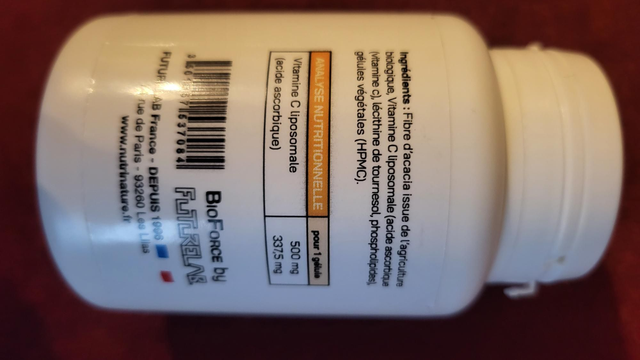 Ingrédients : Fibre d'acacia issue de l'agriculture
biologique, Vitamine C liposomale (acide ascorbique
(vitamine c), lécithine de tournesol, phospholipides),
gélules végétales (HPMC).
ANALYSE NUTRITIONNELLE pour 1 gélule
Vitamine C liposomale 500 mg
(acide ascorbique) 337,5 mg
BIOFORCE by
FUTURELAB
France - DEPUIS 1996
rue de Paris - 93260 Les Lilas
www.nutrinature.fr